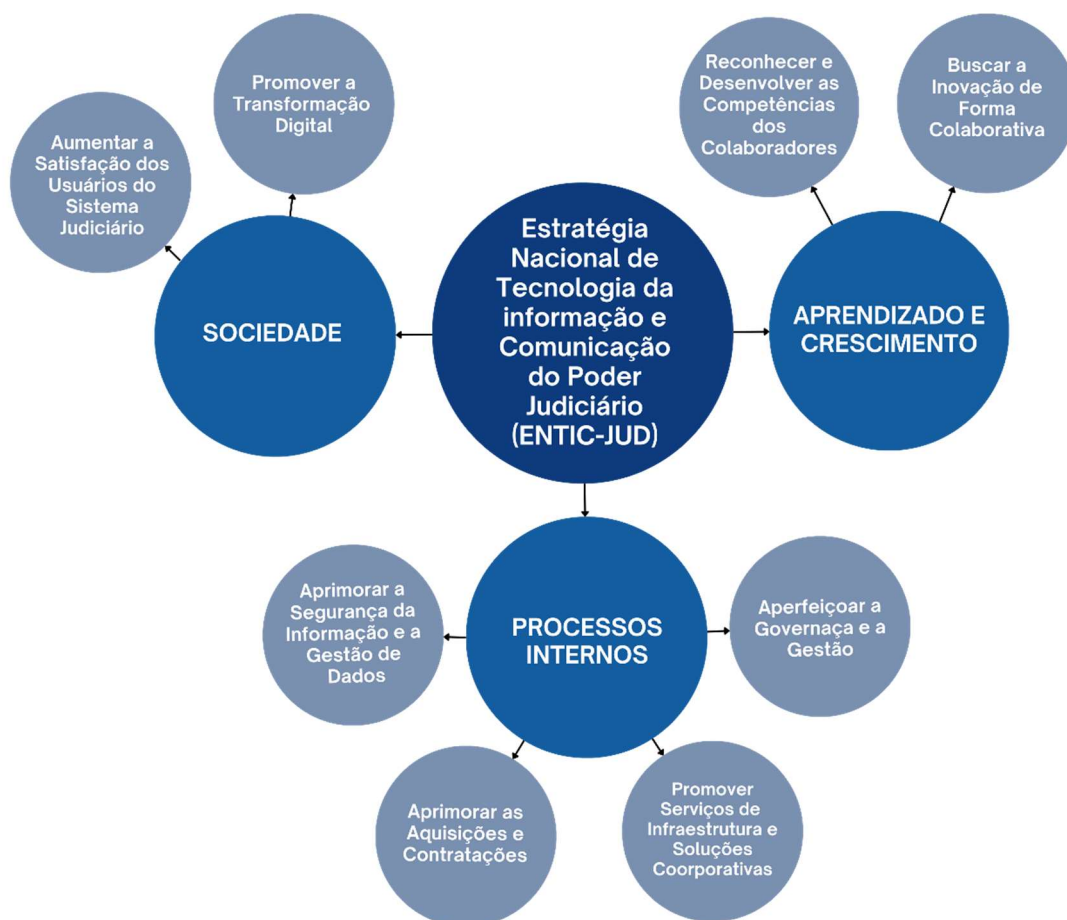 Promover a
Transformação
Digital
Aumentar a
Satisfação dos
Usuários do
Sistema
Judiciário
SOCIEDADE
Estratégia
Nacional de
Tecnologia da
informação e
Comunicação
do Poder
Judiciário
(ENTIC-JUD)
Reconhecer e
Desenvolver as
Competências
dos
Colaboradores
Buscar a
Inovação de
Forma
Colaborativa
APRENDIZADO E
CRESCIMENTO
PROCESSOS
INTERNOS
Aprimorar a
Segurança da
Informação e a
Gestão de
Dados
Aperfeiçoar a
Governaça e a
Gestão
Aprimorar as
Aquisições e
Contratações
Promover
Serviços de
Infraestrutura e
Soluções
Coorporativas